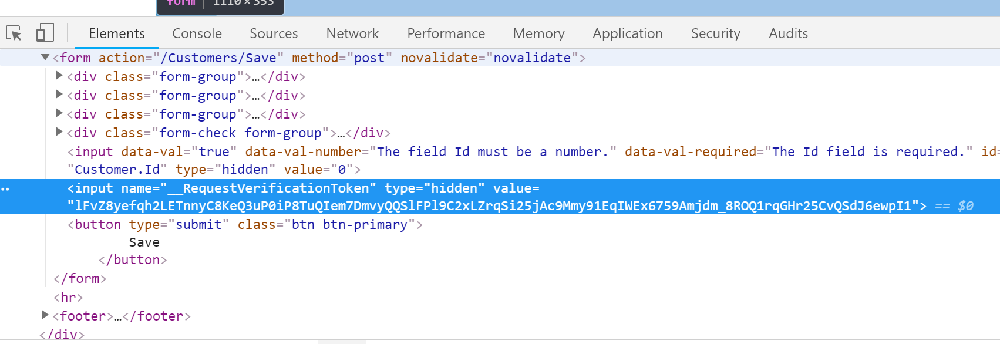 form | 1110 × 353
Elements Console Sources Network Performance Memory Application Security Audits
▼<form action="/Customers/Save" method="post" novalidate="novalidate">
▶<div class="form-group">…</div>
▶<div class="form-group">…</div>
▶<div class="form-group">…</div>
▶<div class="form-check form-group">…</div>
<input data-val="true" data-val-number="The field Id must be a number." data-val-required="The Id field is required." id=
"Customer.Id" type="hidden" value="0">
<input name="__RequestVerificationToken" type="hidden" value=
"lFvZ8yefqh2LETnnyC8KeQ3uP0iP8TuQIem7DmvyQQSlFPl9C2xLZrqSi25jAc9Mmy91EqIWEx6759Amjdm_8ROQ1rqGHr25CvQSdJ6ewpI1"> == $0
<button type="submit" class="btn btn-primary">
Save
</button>
</form>
<hr>
▶<footer>…</footer>
</div>